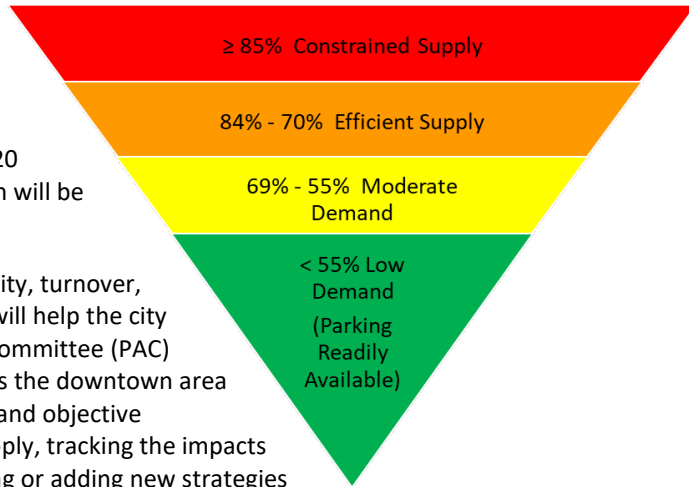 ≥ 85%  Constrained Supply
84% - 70%  Efficient Supply
69% - 55%  Moderate
Demand
< 55% Low
Demand
(Parking
Readily
Available)
20
will be
ity, turnover,
will help the city
ommittee (PAC)
s the downtown area
and objective
pply, tracking the impacts
g or adding new strategies